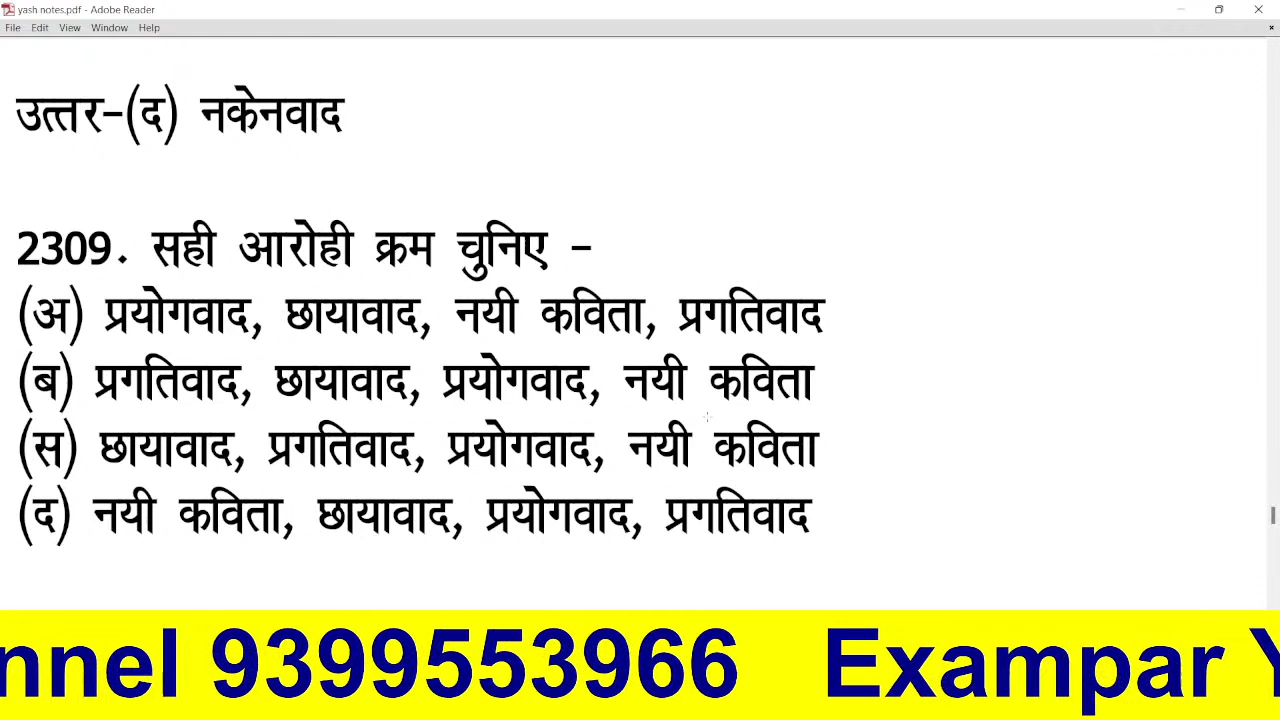 yash notes.pdf - Adobe Reader
File Edit View Window Help
उत्तर-(द) नकेनवाद
2309. सही आरोही क्रम चुनिए -
(अ) प्रयोगवाद, छायावाद, नयी कविता, प्रगतिवाद
(ब) प्रगतिवाद, छायावाद, प्रयोगवाद, नयी कविता
(स) छायावाद, प्रगतिवाद, प्रयोगवाद, नयी कविता
(द) नयी कविता, छायावाद, प्रयोगवाद, प्रगतिवाद
nnel 9399553966 Exampar Y